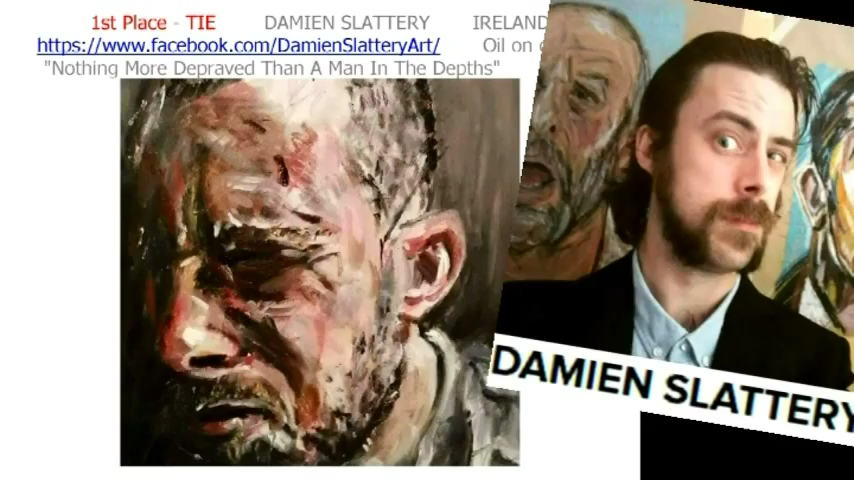 1st Place - TIE DAMIEN SLATTERY IRELAND
https://www.facebook.com/DamienSlatteryArt/ Oil on
"Nothing More Depraved Than A Man In The Depths"
DAMIEN SLATTERY